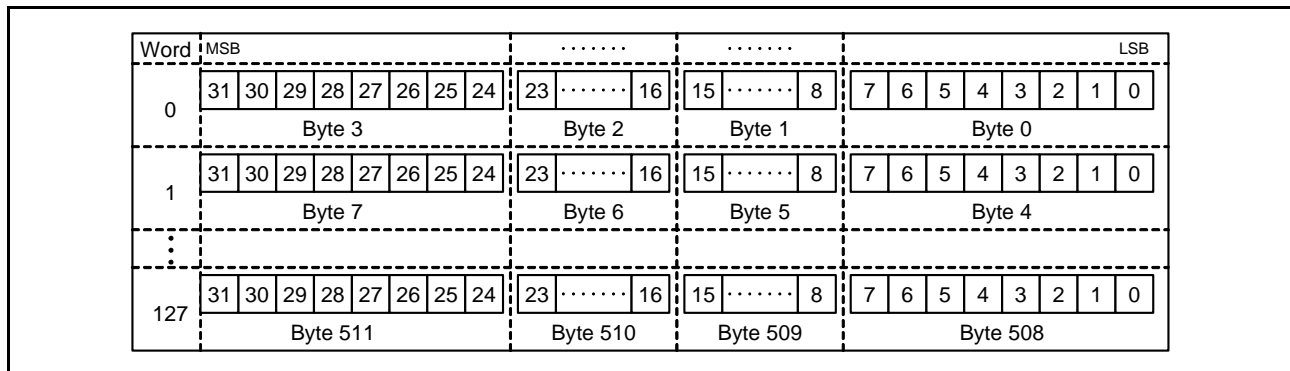 Word MSB ······· ······· LSB
0 31 30 29 28 27 26 25 24 23 ······· 16 15 ······· 8 7 6 5 4 3 2 1 0
Byte 3 Byte 2 Byte 1 Byte 0
1 31 30 29 28 27 26 25 24 23 ······· 16 15 ······· 8 7 6 5 4 3 2 1 0
Byte 7 Byte 6 Byte 5 Byte 4
⋮
127 31 30 29 28 27 26 25 24 23 ······· 16 15 ······· 8 7 6 5 4 3 2 1 0
Byte 511 Byte 510 Byte 509 Byte 508